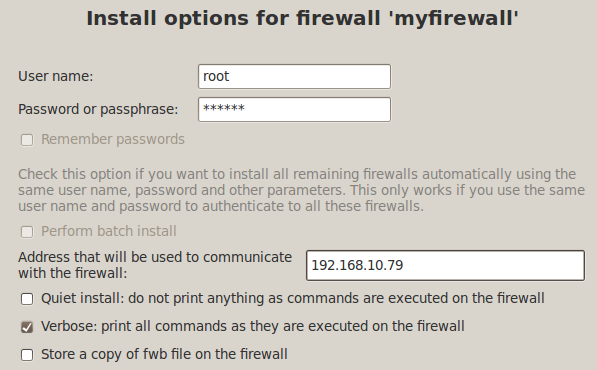 Install options for firewall 'myfirewall'
User name: root
Password or passphrase: ******
Remember passwords
Check this option if you want to install all remaining firewalls automatically using the
same user name, password and other parameters. This only works if you use the same
user name and password to authenticate to all these firewalls.
Perform batch install
Address that will be used to communicate
with the firewall:
192.168.10.79
Quiet install: do not print anything as commands are executed on the firewall
Verbose: print all commands as they are executed on the firewall
Store a copy of fwb file on the firewall